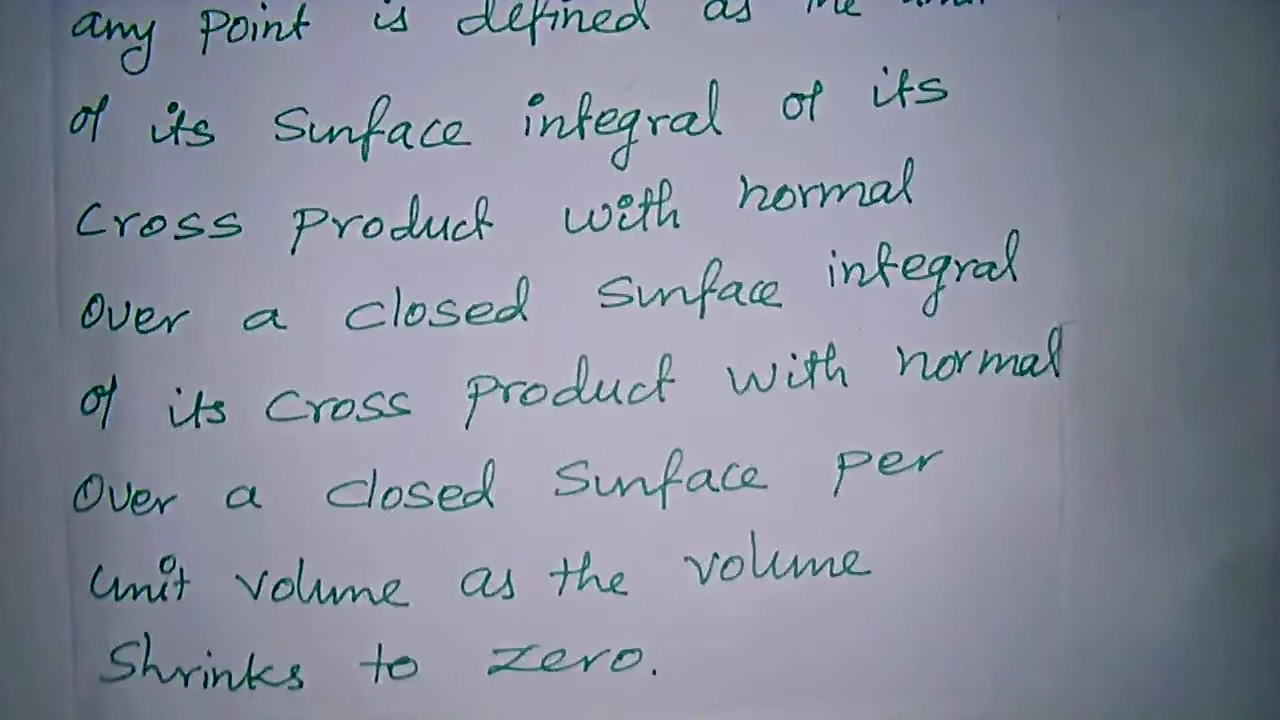 any point is defined as the
of its Surface integral of its
Cross product with normal
Over a closed surface integral
of its Cross product with normal
Over a closed Surface per
unit volume as the volume
Shrinks to zero.